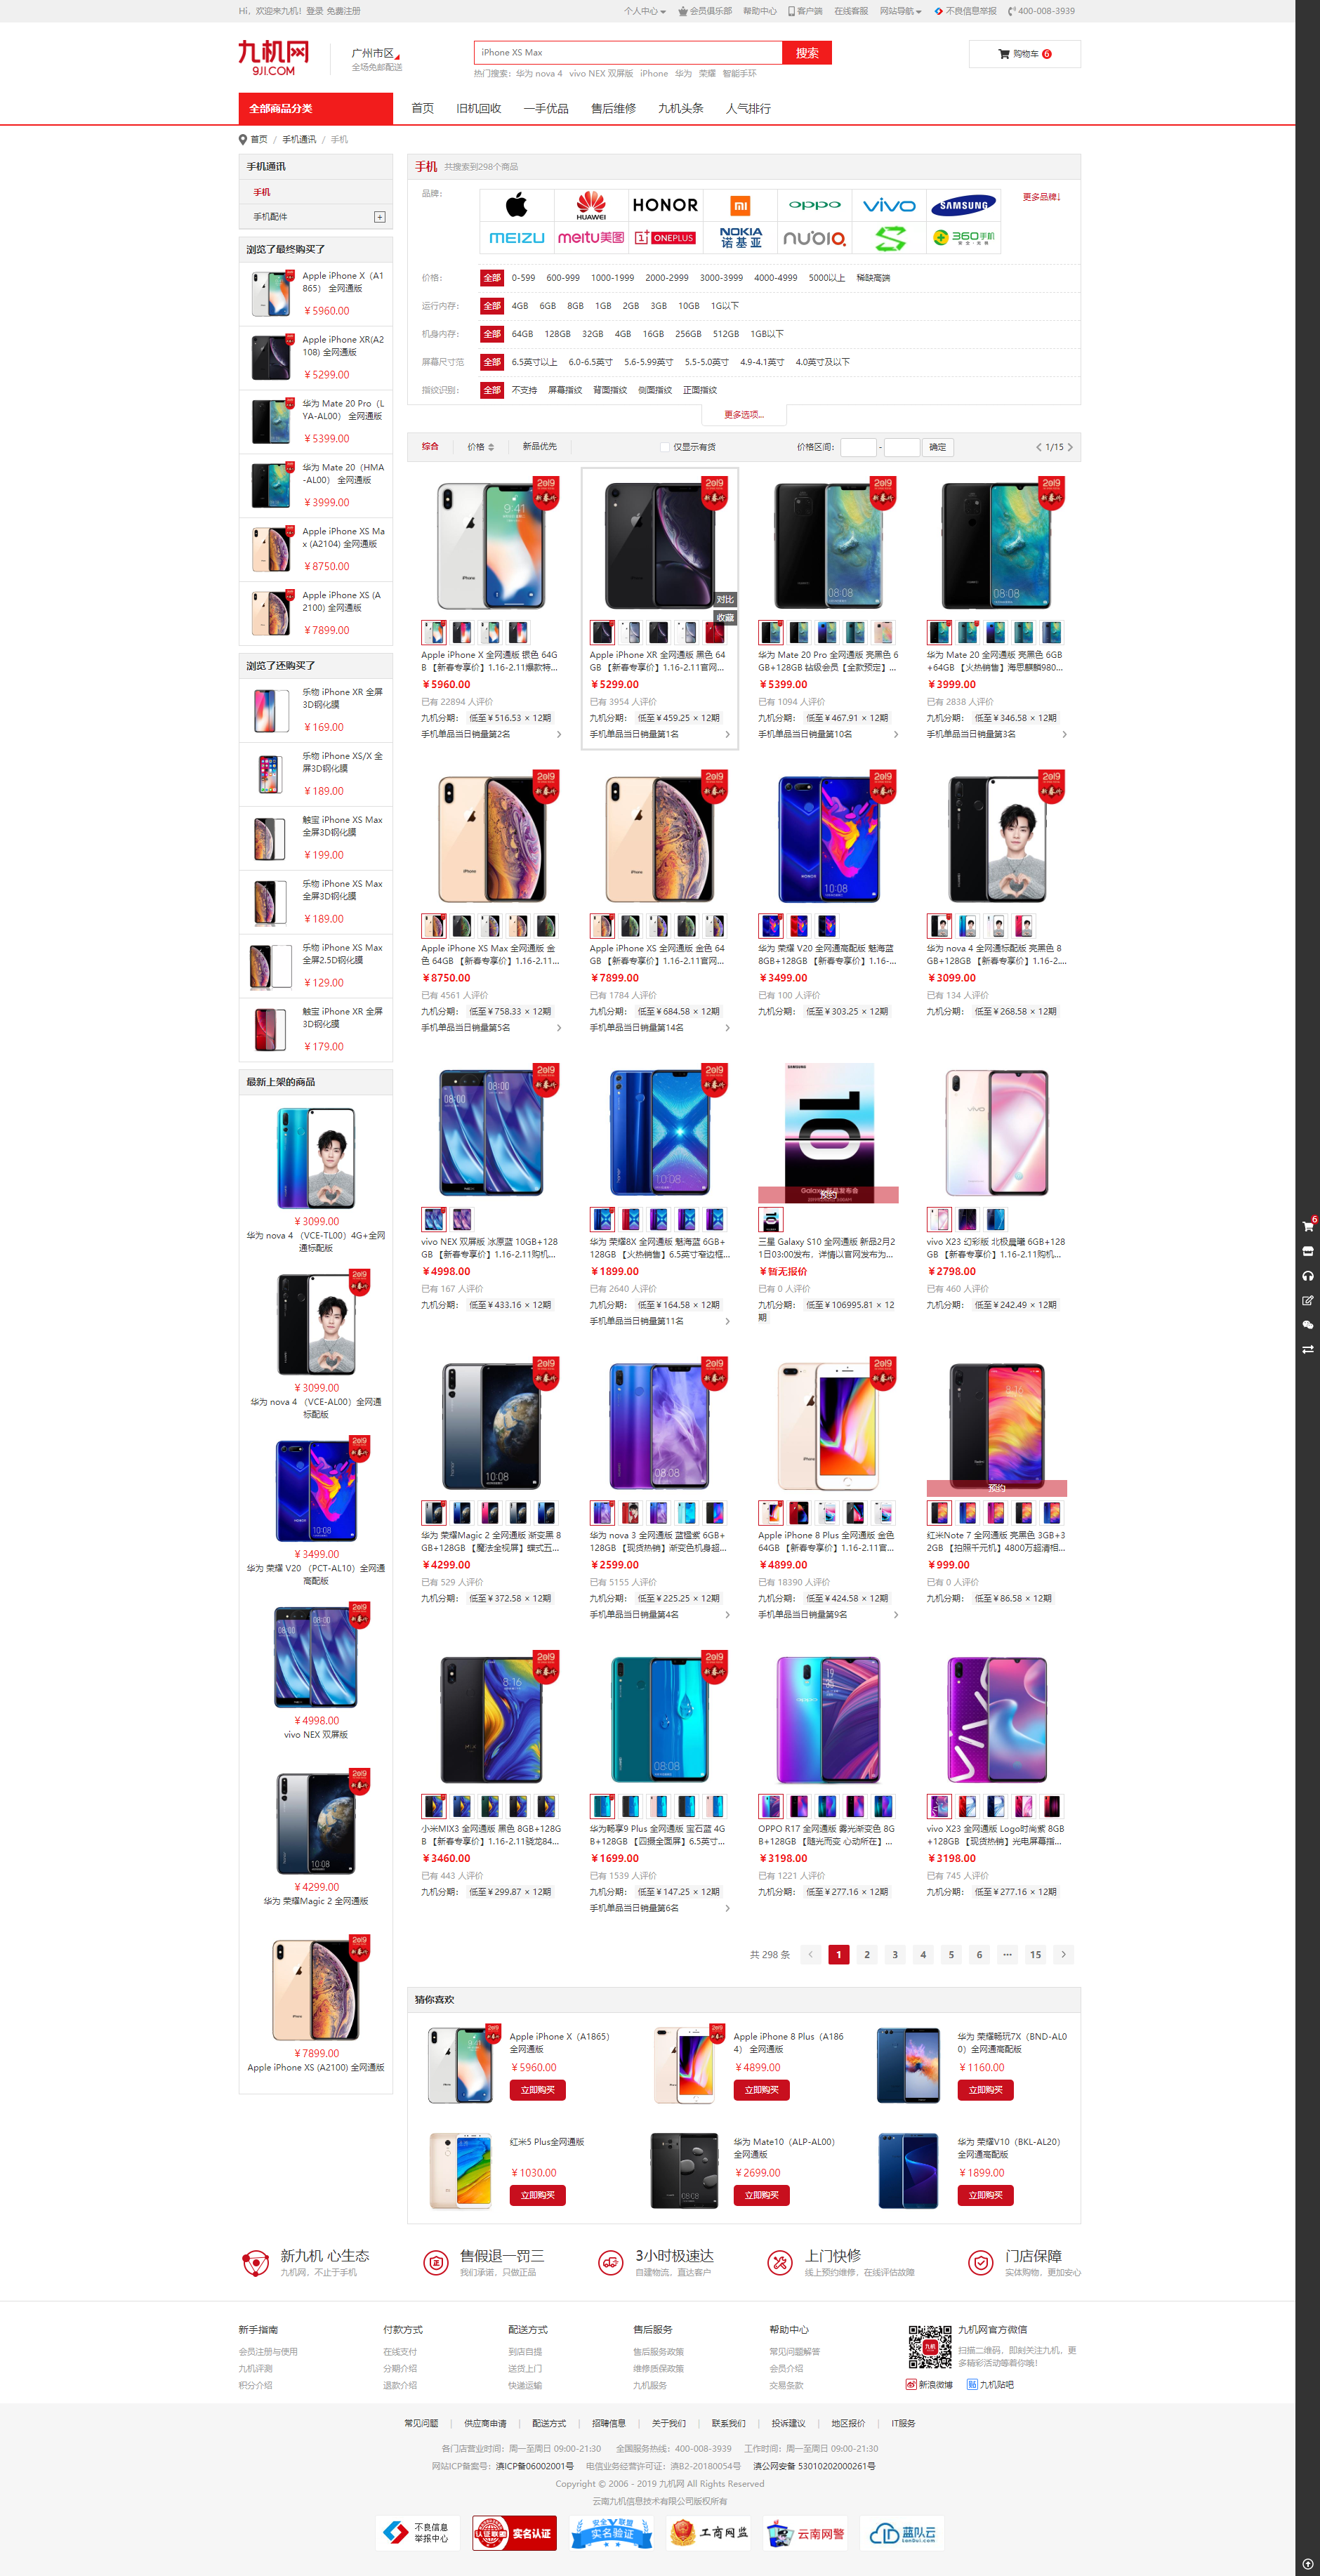 Hi, 欢迎来九机! 登录 免费注册
个人中心 会员俱乐部 帮助中心 客户端 在线客服 网站导航 不良信息举报 400-008-3939
九机网
9JI.COM
广州市区
全场免邮配送
iPhone XS Max
搜索
购物车 6
热门搜索: 华为 nova 4 vivo NEX 双屏版 iPhone 华为 荣耀 智能手环
全部商品分类 首页 旧机回收 一手优品 售后维修 九机头条 人气排行
首页 / 手机通讯 / 手机
手机通讯
手机
手机配件
浏览了最终购买了
Apple iPhone X（A1
865） 全网通版
￥5960.00
Apple iPhone XR(A2
108) 全网通版
￥5299.00
华为 Mate 20 Pro（L
YA-AL00） 全网通版
￥5399.00
华为 Mate 20（HMA
-AL00） 全网通版
￥3999.00
Apple iPhone XS Ma
x (A2104) 全网通版
￥8750.00
Apple iPhone XS (A
2100) 全网通版
￥7899.00
浏览了还购买了
乐物 iPhone XR 全屏
3D钢化膜
￥169.00
乐物 iPhone XS/X 全
屏3D钢化膜
￥189.00
触宝 iPhone XS Max
全屏3D钢化膜
￥199.00
乐物 iPhone XS Max
全屏3D钢化膜
￥189.00
乐物 iPhone XS Max
全屏2.5D钢化膜
￥129.00
触宝 iPhone XR 全屏
3D钢化膜
￥179.00
最新上架的商品
￥3099.00
华为 nova 4 （VCE-TL00）4G+全网
通标配版
￥3099.00
华为 nova 4 （VCE-AL00）全网通
标配版
￥3499.00
华为 荣耀 V20 （PCT-AL10）全网通
高配版
￥4998.00
vivo NEX 双屏版
￥4299.00
华为 荣耀Magic 2 全网通版
￥7899.00
Apple iPhone XS (A2100) 全网通版
手机 共搜索到298个商品
品牌:
HUAWEI HONOR MI OPPO VIVO SAMSUNG
更多品牌↓
MEIZU meitu美图 ONEPLUS NOKIA 诺基亚 nubia 360手机
价格: 全部 0-599 600-999 1000-1999 2000-2999 3000-3999 4000-4999 5000以上 稀缺高端
运行内存: 全部 4GB 6GB 8GB 1GB 2GB 3GB 10GB 1G以下
机身内存: 全部 64GB 128GB 32GB 4GB 16GB 256GB 512GB 1GB以下
屏幕尺寸范 全部 6.5英寸以上 6.0-6.5英寸 5.6-5.99英寸 5.5-5.0英寸 4.9-4.1英寸 4.0英寸及以下
指纹识别: 全部 不支持 屏幕指纹 背面指纹 侧面指纹 正面指纹
更多选项...
综合 价格 新品优先 仅显示有货 价格区间: - 确定 1/15
对比
收藏
Apple iPhone X 全网通版 银色 64G
B 【新春专享价】1.16-2.11爆款特...
￥5960.00
已有 22894 人评价
九机分期: 低至￥516.53 × 12期
手机单品当日销量第2名
Apple iPhone XR 全网通版 黑色 64
GB 【新春专享价】1.16-2.11官网...
￥5299.00
已有 3954 人评价
九机分期: 低至￥459.25 × 12期
手机单品当日销量第1名
华为 Mate 20 Pro 全网通版 亮黑色 6
GB+128GB 钻级会员【全款预定】...
￥5399.00
已有 1094 人评价
九机分期: 低至￥467.91 × 12期
手机单品当日销量第10名
华为 Mate 20 全网通版 亮黑色 6GB
+64GB 【火热销售】海思麒麟980...
￥3999.00
已有 2838 人评价
九机分期: 低至￥346.58 × 12期
手机单品当日销量第3名
Apple iPhone XS Max 全网通版 金
色 64GB 【新春专享价】1.16-2.11...
￥8750.00
已有 4561 人评价
九机分期: 低至￥758.33 × 12期
手机单品当日销量第5名
Apple iPhone XS 全网通版 金色 64
GB 【新春专享价】1.16-2.11官网...
￥7899.00
已有 1784 人评价
九机分期: 低至￥684.58 × 12期
手机单品当日销量第14名
华为 荣耀 V20 全网通高配版 魅海蓝
8GB+128GB 【新春专享价】1.16-...
￥3499.00
已有 100 人评价
九机分期: 低至￥303.25 × 12期
华为 nova 4 全网通标配版 亮黑色 8
GB+128GB 【新春专享价】1.16-2....
￥3099.00
已有 134 人评价
九机分期: 低至￥268.58 × 12期
vivo NEX 双屏版 冰原蓝 10GB+128
GB 【新春专享价】1.16-2.11购机...
￥4998.00
已有 167 人评价
九机分期: 低至￥433.16 × 12期
华为 荣耀8X 全网通版 魅海蓝 6GB+
128GB 【火热销售】6.5英寸窄边框...
￥1899.00
已有 2640 人评价
九机分期: 低至￥164.58 × 12期
手机单品当日销量第11名
预约
三星 Galaxy S10 全网通版 新品2月2
1日03:00发布，详情以官网发布为...
￥暂无报价
已有 0 人评价
九机分期: 低至￥106995.81 × 12
期
vivo X23 幻彩版 北极晨曦 6GB+128
GB 【新春专享价】1.16-2.11购机...
￥2798.00
已有 460 人评价
九机分期: 低至￥242.49 × 12期
华为 荣耀Magic 2 全网通版 渐变黑 8
GB+128GB 【魔法全视屏】蝶式五...
￥4299.00
已有 529 人评价
九机分期: 低至￥372.58 × 12期
华为 nova 3 全网通版 蓝楹紫 6GB+
128GB 【现货热销】渐变色机身超...
￥2599.00
已有 5155 人评价
九机分期: 低至￥225.25 × 12期
手机单品当日销量第4名
Apple iPhone 8 Plus 全网通版 金色
64GB 【新春专享价】1.16-2.11官...
￥4899.00
已有 18390 人评价
九机分期: 低至￥424.58 × 12期
手机单品当日销量第9名
预约
红米Note 7 全网通版 亮黑色 3GB+3
2GB 【拍照千元机】4800万超清相...
￥999.00
已有 0 人评价
九机分期: 低至￥86.58 × 12期
小米MIX3 全网通版 黑色 8GB+128G
B 【新春专享价】1.16-2.11骁龙84...
￥3460.00
已有 443 人评价
九机分期: 低至￥299.87 × 12期
华为畅享9 Plus 全网通版 宝石蓝 4G
B+128GB 【四摄全面屏】6.5英寸...
￥1699.00
已有 1539 人评价
九机分期: 低至￥147.25 × 12期
手机单品当日销量第6名
OPPO R17 全网通版 雾光渐变色 8G
B+128GB 【随光而变 心动所在】...
￥3198.00
已有 1221 人评价
九机分期: 低至￥277.16 × 12期
vivo X23 全网通版 Logo时尚紫 8GB
+128GB 【现货热销】光电屏幕指...
￥3198.00
已有 745 人评价
九机分期: 低至￥277.16 × 12期
共 298 条 1 2 3 4 5 6 ··· 15
猜你喜欢
Apple iPhone X（A1865）
全网通版
￥5960.00
立即购买
Apple iPhone 8 Plus（A186
4） 全网通版
￥4899.00
立即购买
华为 荣耀畅玩7X（BND-AL0
0）全网通高配版
￥1160.00
立即购买
红米5 Plus全网通版
￥1030.00
立即购买
华为 Mate10（ALP-AL00）
全网通版
￥2699.00
立即购买
华为 荣耀V10（BKL-AL20）
全网通高配版
￥1899.00
立即购买
新九机 心生态
九机网，不止于手机
售假退一罚三
我们承诺，只做正品
3小时极速达
自建物流，直达客户
上门快修
线上预约维修，在线评估故障
门店保障
实体购物，更加安心
新手指南
会员注册与使用
九机评测
积分介绍
付款方式
在线支付
分期介绍
退款介绍
配送方式
到店自提
送货上门
快递运输
售后服务
售后服务政策
维修质保政策
九机服务
帮助中心
常见问题解答
会员介绍
交易条款
九机网官方微信
扫描二维码，即刻关注九机，更
多精彩活动等着你哦!
新浪微博 九机贴吧
常见问题 | 供应商申请 | 配送方式 | 招聘信息 | 关于我们 | 联系我们 | 投诉建议 | 地区报价 | IT服务
各门店营业时间: 周一至周日 09:00-21:30 全国服务热线: 400-008-3939 工作时间: 周一至周日 09:00-21:30
网站ICP备案号: 滇ICP备06002001号 电信业务经营许可证: 滇B2-20180054号 滇公网安备 53010202000261号
Copyright © 2006 - 2019 九机网 All Rights Reserved
云南九机信息技术有限公司版权所有
不良信息
举报中心
认证联盟 实名认证
安全联盟
实名验证
工商网监
云南网警
蓝队云